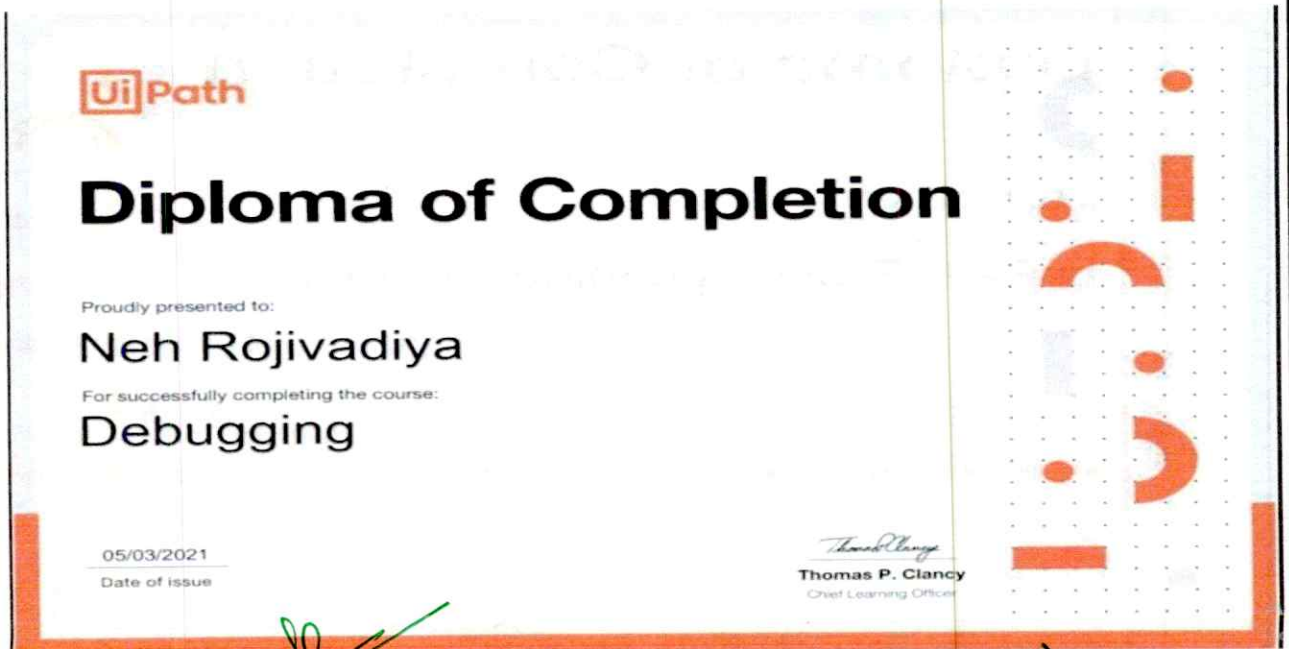 UiPath
Diploma of Completion
Proudly presented to:
Neh Rojivadiya
For successfully completing the course:
Debugging
05/03/2021
Date of issue
Thomas P. Clancy
Chief Learning Officer